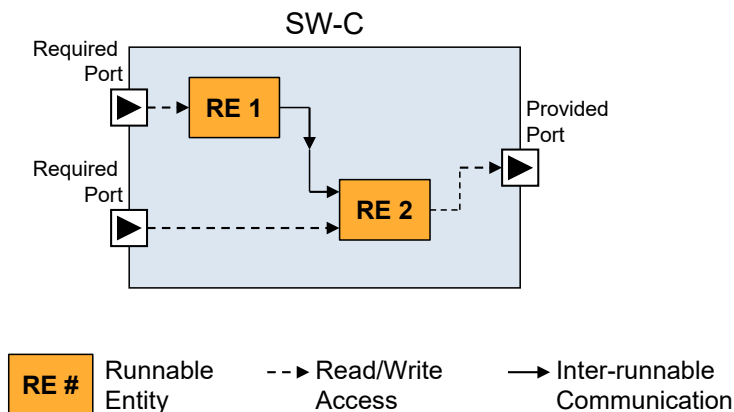 SW-C
Required
Port
RE 1
Provided
Port
Required
Port
RE 2
RE #
Runnable
Entity
Read/Write
Access
Inter-runnable
Communication